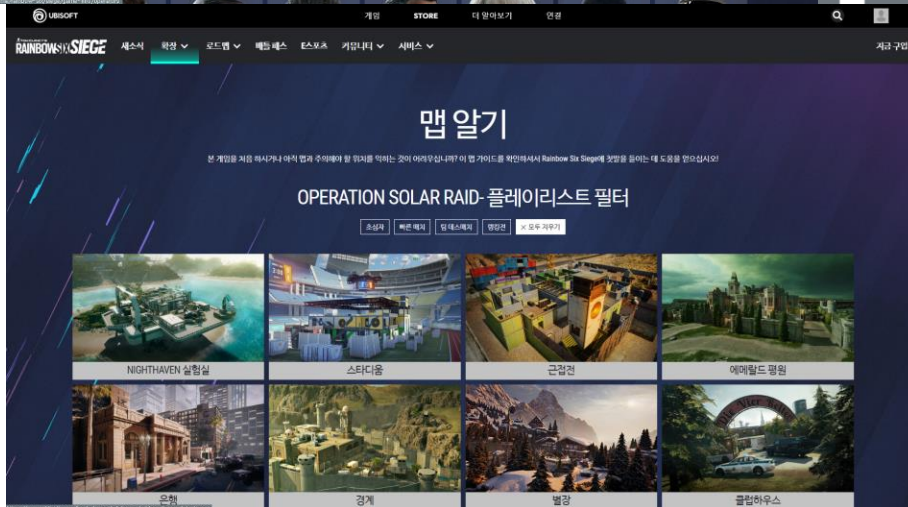 UBISOFT
게임 STORE 더 알아보기 연결
RAINBOWSIX SIEGE 새소식 확장 로드맵 배틀 패스 E스포츠 커뮤니티 서비스 지금 구입
맵 알기
본 게임을 처음 하시거나 아직 맵과 주의해야 할 위치를 익히는 것이 어려우십니까? 이 맵 가이드를 확인하셔서 Rainbow Six Siege에 첫발을 들이는 데 도움을 얻으십시오!
OPERATION SOLAR RAID- 플레이리스트 필터
초심자 빠른 매치 팀 데스매치 랭킹전 × 모두 지우기
NIGHTHAVEN 실험실 스타디움 근접전 에메랄드 평원
은행 경계 별장 클럽하우스